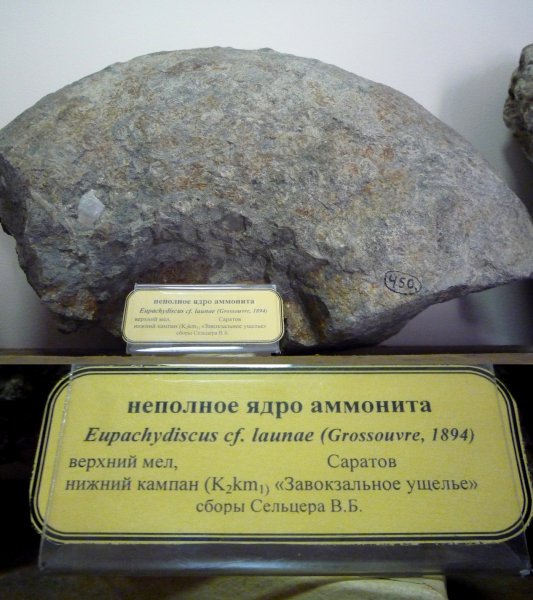 450
неполное ядро аммонита
Eupachydiscus cf. launae (Grossouvre, 1894)
верхний мел, Саратов
нижний кампан (K₂km₁) «Завокзальное ущелье»
сборы Сельцера В.Б.
неполное ядро аммонита
Eupachydiscus cf. launae (Grossouvre, 1894)
верхний мел, Саратов
нижний кампан (K₂km₁) «Завокзальное ущелье»
сборы Сельцера В.Б.